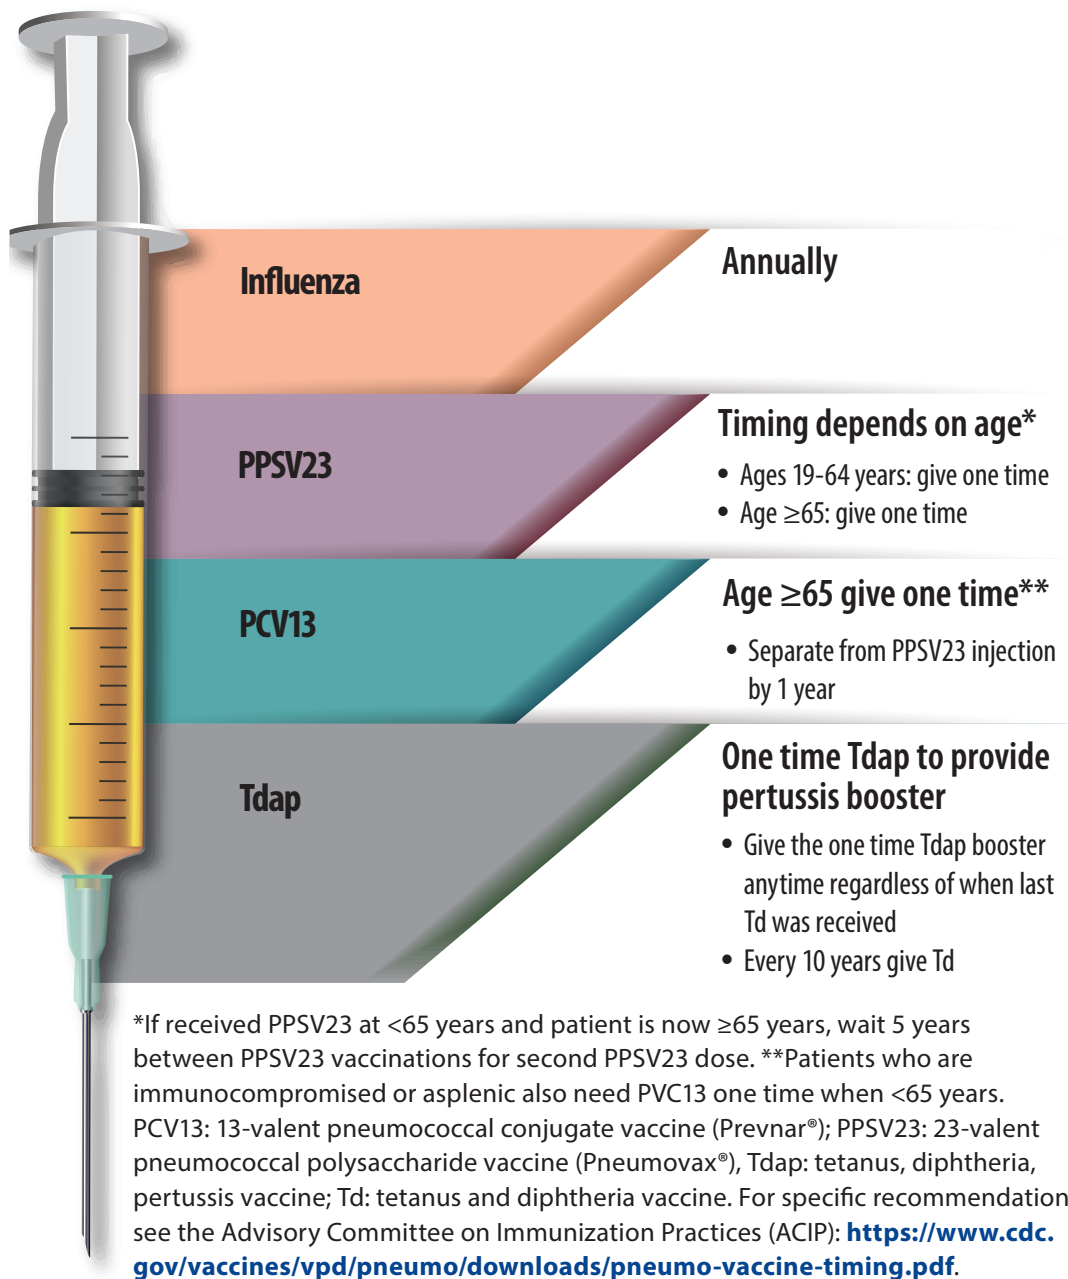 Influenza
Annually
PPSV23
Timing depends on age*
• Ages 19-64 years: give one time
• Age ≥65: give one time
PCV13
Age ≥65 give one time**
• Separate from PPSV23 injection
by 1 year
Tdap
One time Tdap to provide
pertussis booster
• Give the one time Tdap booster
anytime regardless of when last
Td was received
• Every 10 years give Td
*If received PPSV23 at <65 years and patient is now ≥65 years, wait 5 years
between PPSV23 vaccinations for second PPSV23 dose. **Patients who are
immunocompromised or asplenic also need PVC13 one time when <65 years.
PCV13: 13-valent pneumococcal conjugate vaccine (Prevnar®); PPSV23: 23-valent
pneumococcal polysaccharide vaccine (Pneumovax®), Tdap: tetanus, diphtheria,
pertussis vaccine; Td: tetanus and diphtheria vaccine. For specific recommendation
see the Advisory Committee on Immunization Practices (ACIP): https://www.cdc.
gov/vaccines/vpd/pneumo/downloads/pneumo-vaccine-timing.pdf.